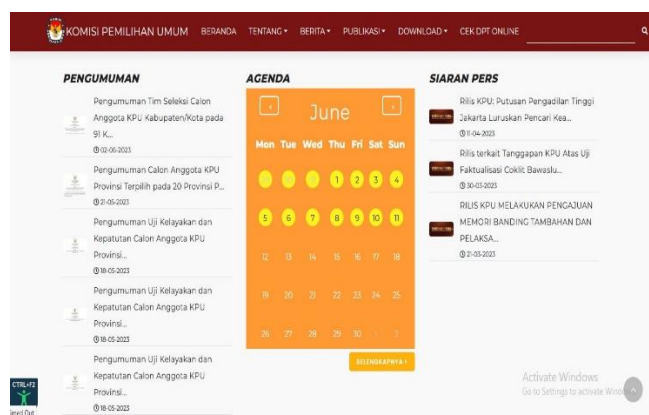 KOMISI PEMILIHAN UMUM BERANDA TENTANG BERITA PUBLIKASI DOWNLOAD CEK DPT ONLINE
PENGUMUMAN
Pengumuman Tim Seleksi Calon
Anggota KPU Kabupaten/Kota pada
91 K...
02-06-2023
Pengumuman Calon Anggota KPU
Provinsi Terpilih pada 20 Provinsi P...
21-05-2023
Pengumuman Uji Kelayakan dan
Kepatutan Calon Anggota KPU
Provinsi...
18-05-2023
Pengumuman Uji Kelayakan dan
Kepatutan Calon Anggota KPU
Provinsi...
18-05-2023
Pengumuman Uji Kelayakan dan
Kepatutan Calon Anggota KPU
Provinsi...
18-05-2023
AGENDA
June
Mon Tue Wed Thu Fri Sat Sun
1 2 3 4
5 6 7 8 9 10 11
12 13 14 15 16 17 18
19 20 21 22 23 24 25
26 27 28 29 30 1 2
SELENGKAPNYA
SIARAN PERS
Rilis KPU: Putusan Pengadilan Tinggi
Jakarta Luruskan Pencari Kea...
11-04-2023
Rilis terkait Tanggapan KPU Atas Uji
Faktualisasi Coklit Bawaslu...
30-03-2023
RILIS KPU MELAKUKAN PENGAJUAN
MEMORI BANDING TAMBAHAN DAN
PELAKSA...
21-03-2023
CTRL+F2
Activate Windows
Go to Settings to activate